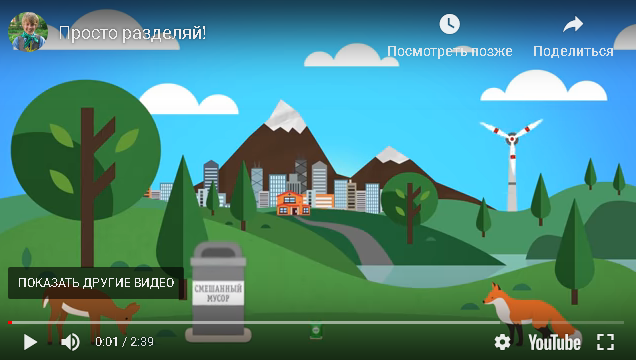 Просто разделяй!
Посмотреть позже
Поделиться
ПОКАЗАТЬ ДРУГИЕ ВИДЕО
СМЕШАННЫЙ
МУСОР
0:01 / 2:39
YouTube